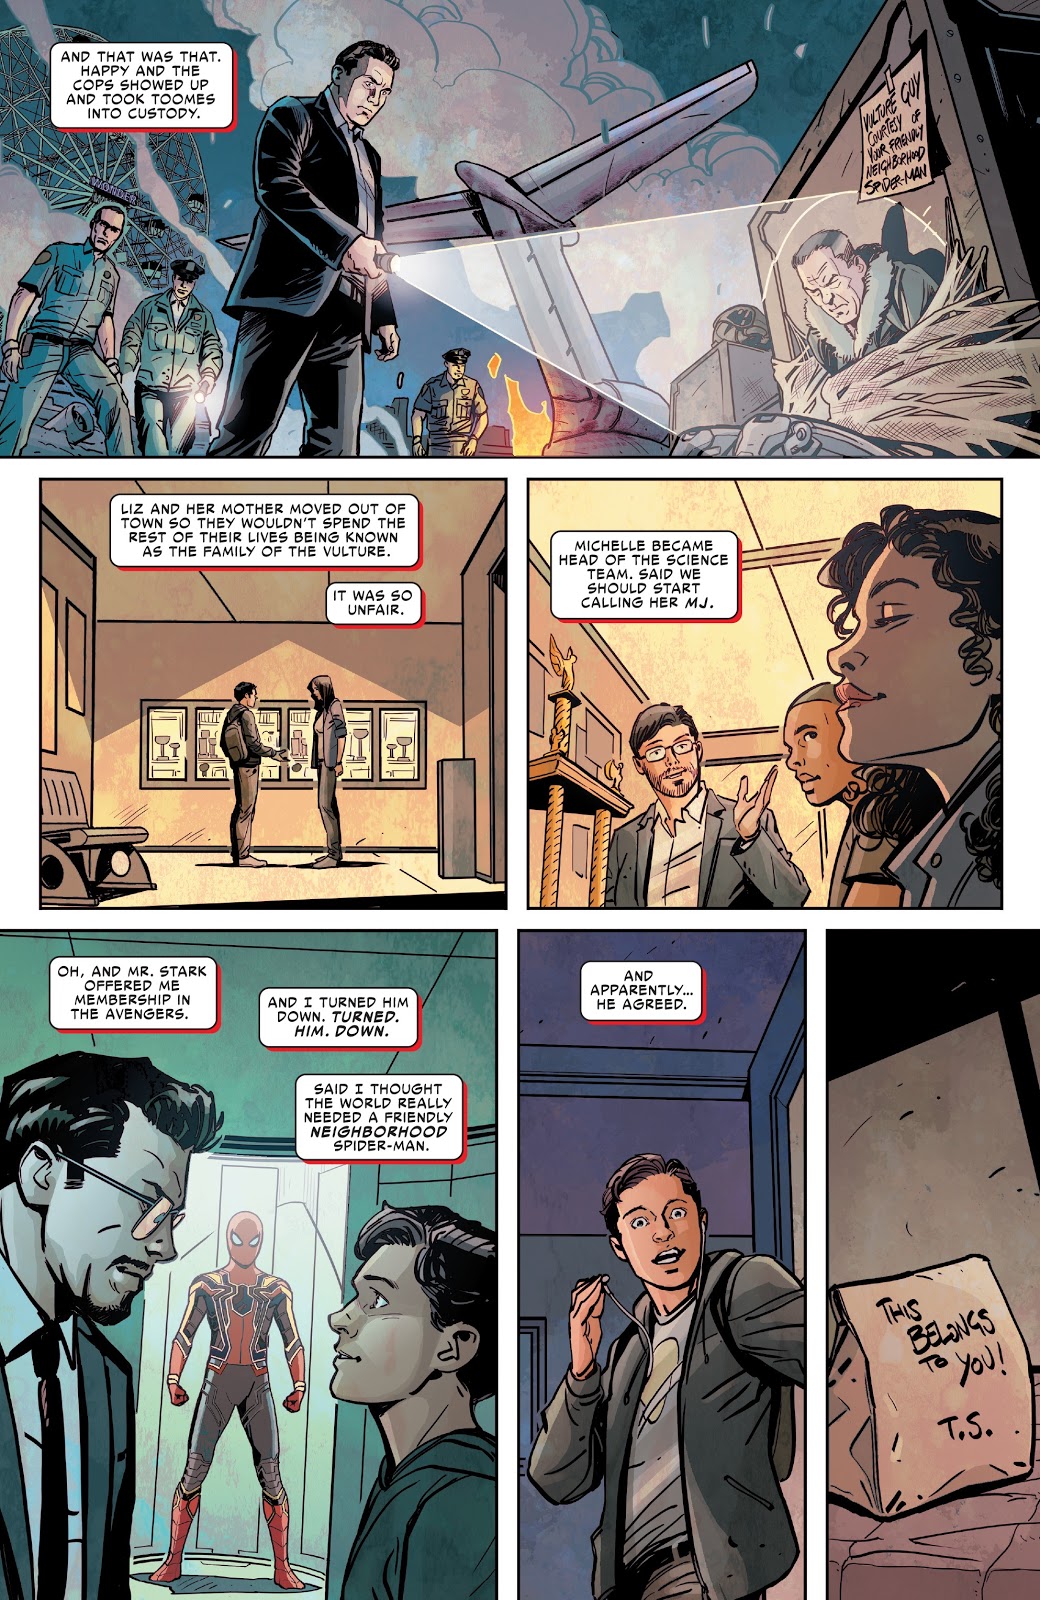 AND THAT WAS THAT.
HAPPY AND THE
COPS SHOWED UP
AND TOOK TOOMES
INTO CUSTODY.
WONDER
VULTURE GUY
COURTESY OF
YOUR FRIENDLY
NEIGHBORHOOD
SPIDER-MAN
LIZ AND HER MOTHER MOVED OUT OF
TOWN SO THEY WOULDN'T SPEND THE
REST OF THEIR LIVES BEING KNOWN
AS THE FAMILY OF THE VULTURE.
IT WAS SO
UNFAIR.
MICHELLE BECAME
HEAD OF THE SCIENCE
TEAM. SAID WE
SHOULD START
CALLING HER MJ.
OH, AND MR. STARK
OFFERED ME
MEMBERSHIP IN
THE AVENGERS.
AND I TURNED HIM
DOWN. TURNED.
HIM. DOWN.
SAID I THOUGHT
THE WORLD REALLY
NEEDED A FRIENDLY
NEIGHBORHOOD
SPIDER-MAN.
AND
APPARENTLY...
HE AGREED.
THIS
BELONGS
TO YOU!
T.S.